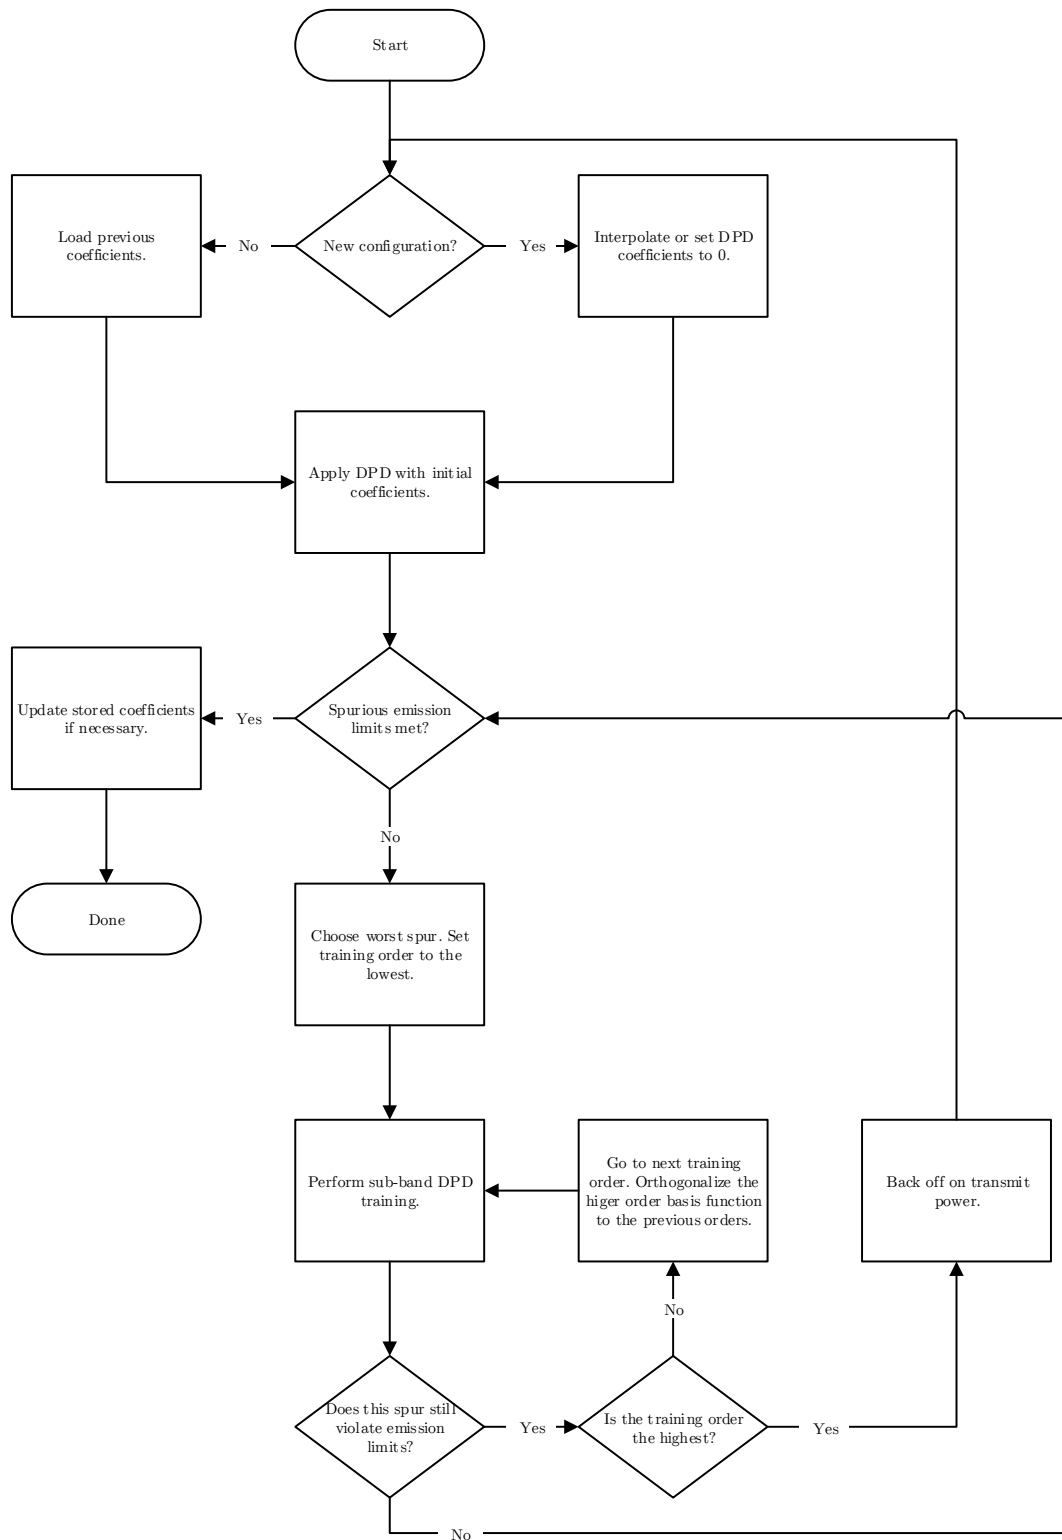 Start
New configuration?
No
Yes
Load previous
coefficients.
Interpolate or set DPD
coefficients to 0.
Apply DPD with initial
coefficients.
Spurious emission
limits met?
Yes
Update stored coefficients
if necessary.
No
Done
Choose worst spur. Set
training order to the
lowest.
Perform sub-band DPD
training.
Go to next training
order. Orthogonalize the
higer order basis function
to the previous orders.
Back off on transmit
power.
No
Does this spur still
violate emission
limits?
Yes
Is the training order
the highest?
Yes
No